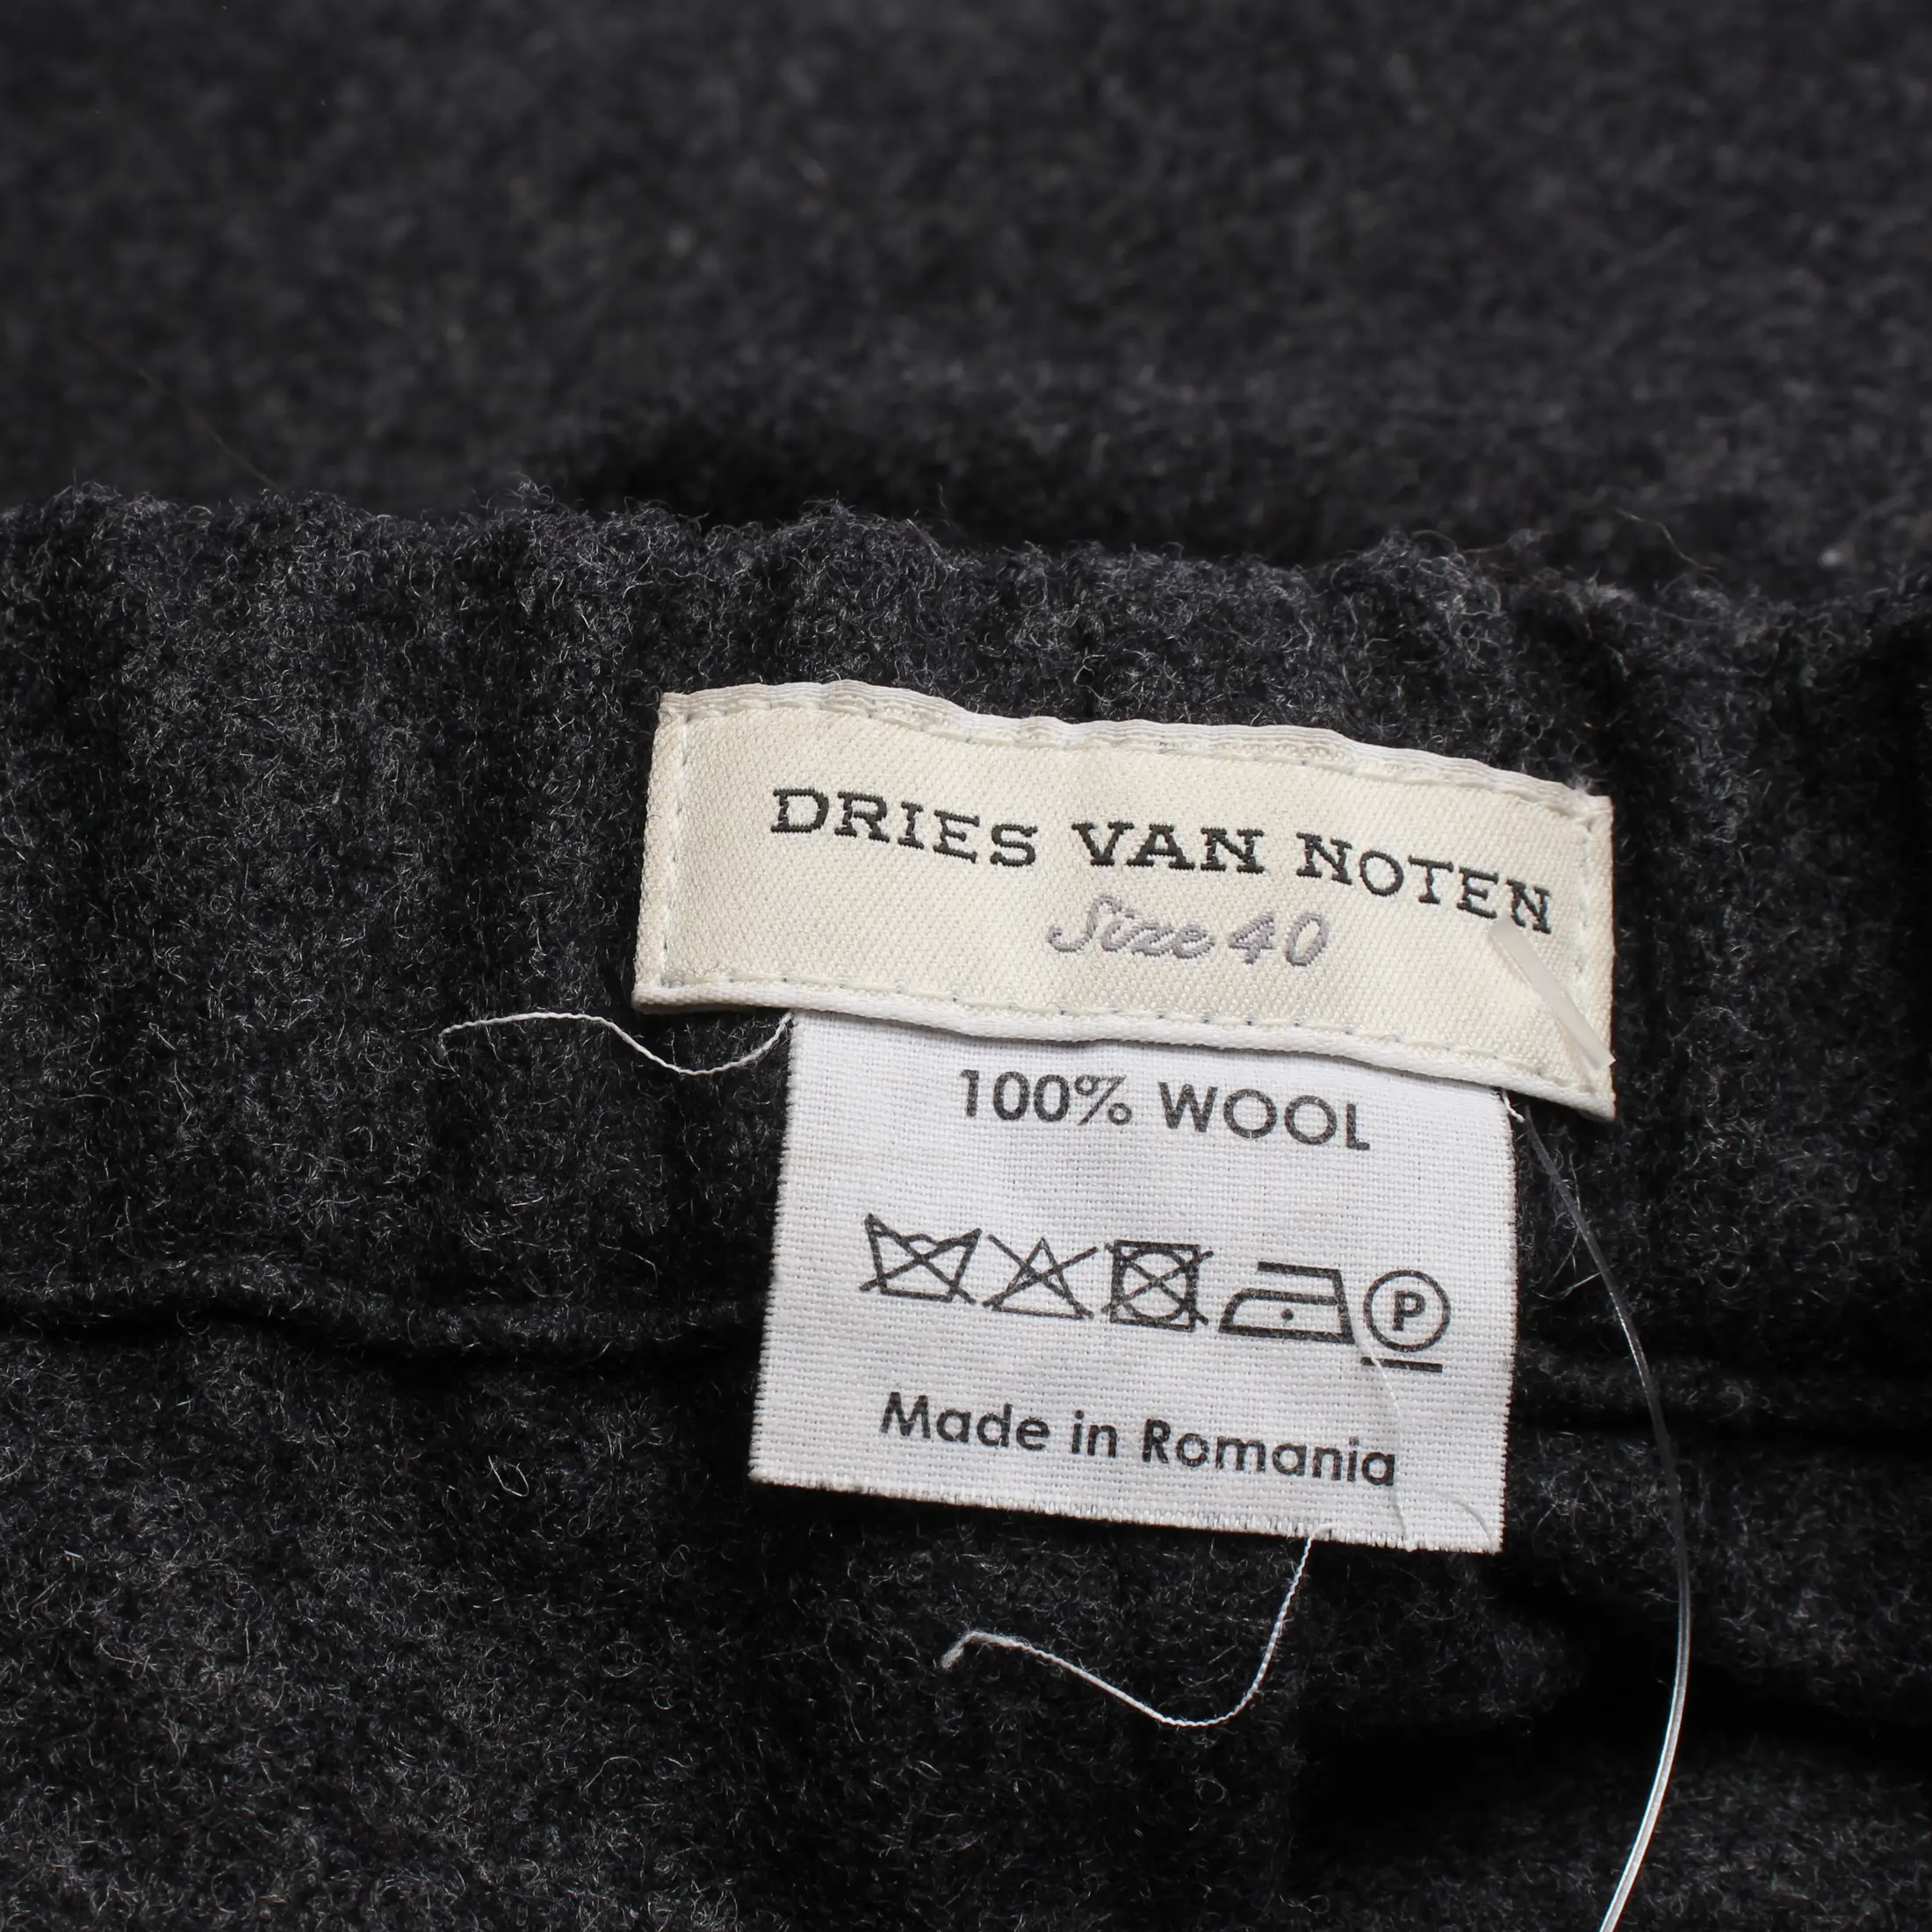 DRIES VAN NOTEN
Size 40
100% WOOL
P
Made in Romania